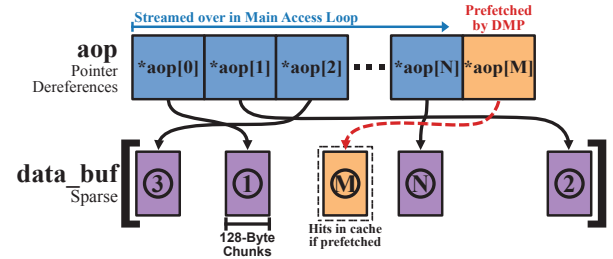 Streamed over in Main Access Loop
Prefetched
by DMP
aop
Pointer
Dereferences
*aop[0] *aop[1] *aop[2] *aop[N] *aop[M]
data_buf
Sparse
3 1 M N 2
128-Byte
Chunks
Hits in cache
if prefetched